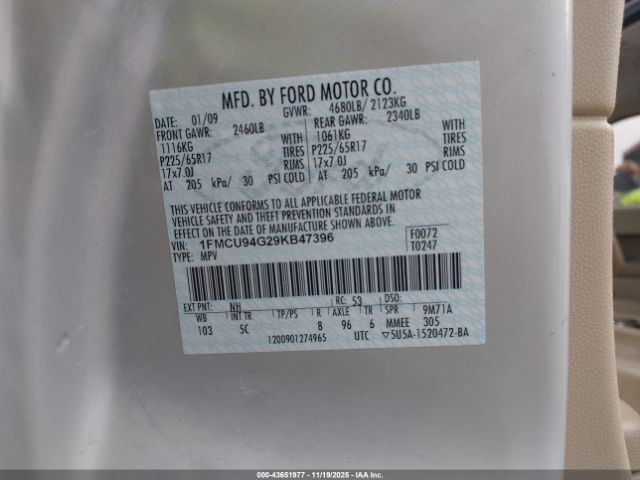 MFD. BY FORD MOTOR CO.
DATE: 01/09 GVWR: 4680LB/ 2123KG
FRONT GAWR: 2460LB REAR GAWR: 2340LB
1116KG WITH 1061KG WITH
P225/65R17 TIRES P225/65R17 TIRES
17x7.0J RIMS 17x7.0J RIMS
AT 205 kPa/ 30 PSI COLD AT 205 kPa/ 30 PSI COLD
THIS VEHICLE CONFORMS TO ALL APPLICABLE FEDERAL MOTOR
VEHICLE SAFETY AND THEFT PREVENTION STANDARDS IN
EFFECT ON THE DATE OF MANUFACTURE SHOWN ABOVE.
VIN: 1FMCU94G29KB47396 F0072
TYPE: MPV T0247
EXT PNT: NH RC: 53 DSO:
WB INT TR TP/PS R AXLE TR SPR 9M71A
103 5C 8 96 6 MMEE 305
1200901274965 UTC ▽5U5A-1520472-BA
000-43651977 - 11/19/2025 - IAAI.com